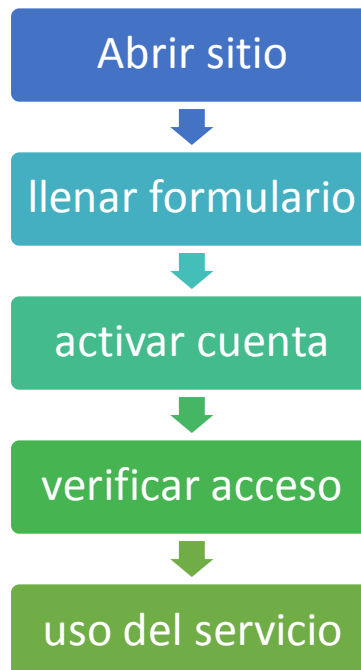 Abrir sitio
llenar formulario
activar cuenta
verificar acceso
uso del servicio